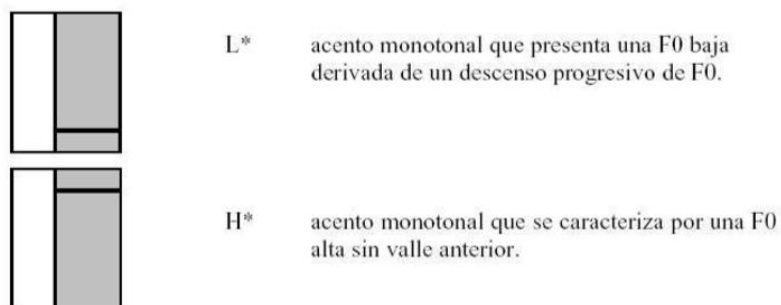 L* acento monotonal que presenta una F0 baja
derivada de un descenso progresivo de F0.
H* acento monotonal que se caracteriza por una F0
alta sin valle anterior.